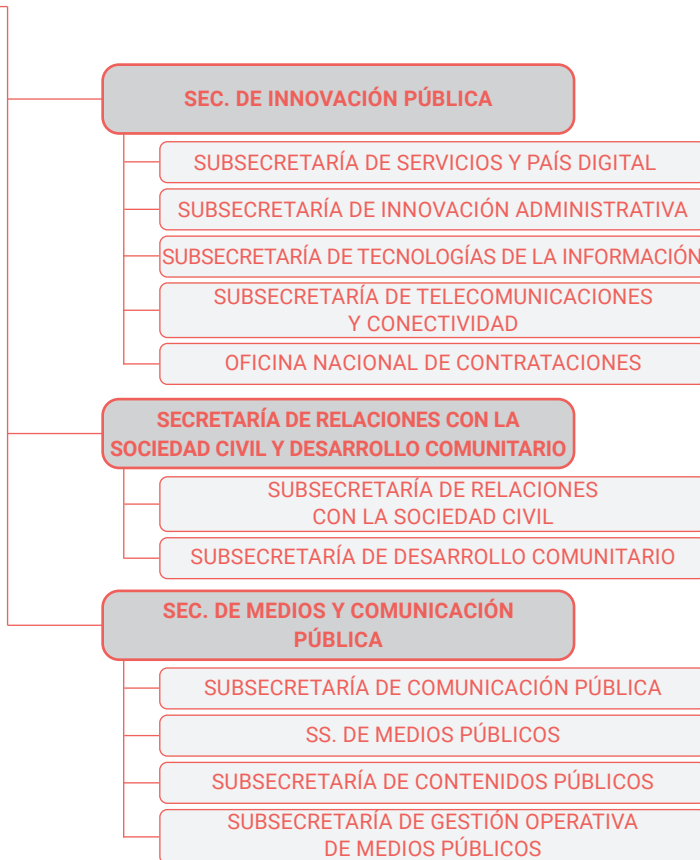 SEC. DE INNOVACIÓN PÚBLICA
SUBSECRETARÍA DE SERVICIOS Y PAÍS DIGITAL
SUBSECRETARÍA DE INNOVACIÓN ADMINISTRATIVA
SUBSECRETARÍA DE TECNOLOGÍAS DE LA INFORMACIÓN
SUBSECRETARÍA DE TELECOMUNICACIONES
Y CONECTIVIDAD
OFICINA NACIONAL DE CONTRATACIONES
SECRETARÍA DE RELACIONES CON LA
SOCIEDAD CIVIL Y DESARROLLO COMUNITARIO
SUBSECRETARÍA DE RELACIONES
CON LA SOCIEDAD CIVIL
SUBSECRETARÍA DE DESARROLLO COMUNITARIO
SEC. DE MEDIOS Y COMUNICACIÓN
PÚBLICA
SUBSECRETARÍA DE COMUNICACIÓN PÚBLICA
SS. DE MEDIOS PÚBLICOS
SUBSECRETARÍA DE CONTENIDOS PÚBLICOS
SUBSECRETARÍA DE GESTIÓN OPERATIVA
DE MEDIOS PÚBLICOS